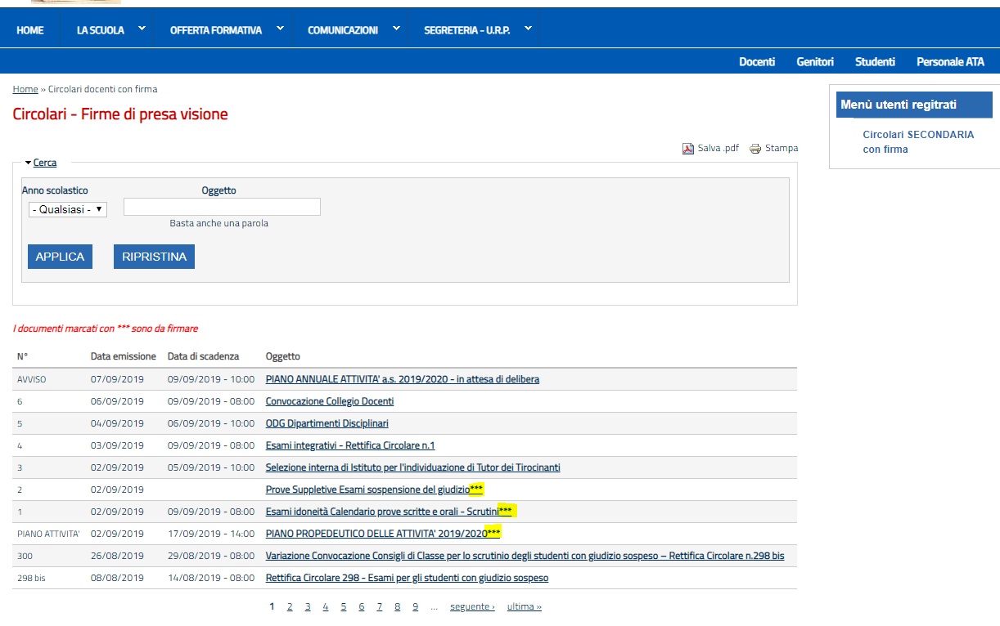 HOME LA SCUOLA OFFERTA FORMATIVA COMUNICAZIONI SEGRETERIA - U.R.P.
Docenti Genitori Studenti Personale ATA
Home » Circolari docenti con firma
Menù utenti regitrati
Circolari - Firme di presa visione
Circolari SECONDARIA
con firma
Salva .pdf Stampa
Cerca
Anno scolastico Oggetto
- Qualsiasi -
Basta anche una parola
APPLICA RIPRISTINA
I documenti marcati con *** sono da firmare
N° Data emissione Data di scadenza Oggetto
AVVISO 07/09/2019 09/09/2019 - 10:00 PIANO ANNUALE ATTIVITA' a.s. 2019/2020 - in attesa di delibera
6 06/09/2019 09/09/2019 - 08:00 Convocazione Collegio Docenti
5 04/09/2019 06/09/2019 - 10:00 ODG Dipartimenti Disciplinari
4 03/09/2019 09/09/2019 - 08:00 Esami integrativi - Rettifica Circolare n.1
3 02/09/2019 05/09/2019 - 10:00 Selezione interna di Istituto per l'individuazione di Tutor dei Tirocinanti
2 02/09/2019 Prove Suppletive Esami sospensione del giudizio***
1 02/09/2019 09/09/2019 - 08:00 Esami idoneità Calendario prove scritte e orali - Scrutini***
PIANO ATTIVITA' 02/09/2019 17/09/2019 - 14:00 PIANO PROPEDEUTICO DELLE ATTIVITA' 2019/2020***
300 26/08/2019 29/08/2019 - 08:00 Variazione Convocazione Consigli di Classe per lo scrutinio degli studenti con giudizio sospeso – Rettifica Circolare n.298 bis
298 bis 08/08/2019 14/08/2019 - 08:00 Rettifica Circolare 298 - Esami per gli studenti con giudizio sospeso
1 2 3 4 5 6 7 8 9 ... seguente › ultima »